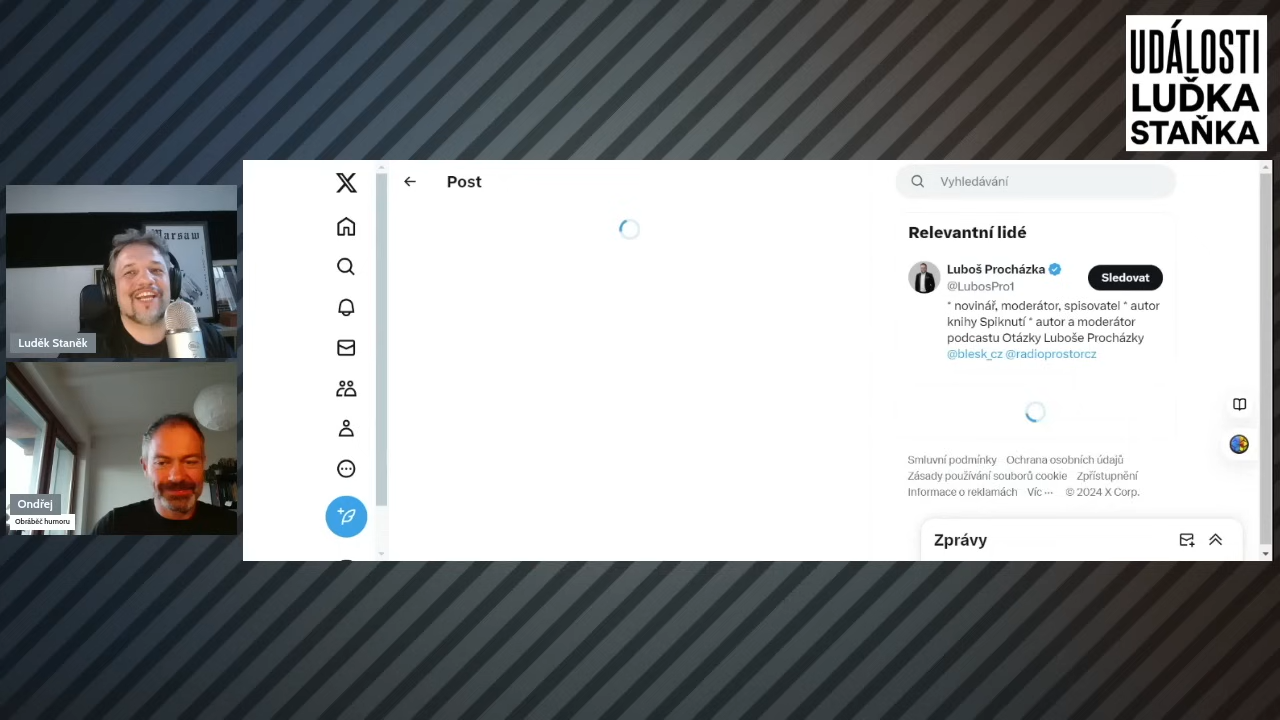 UDÁLOSTI
LUĎKA
STAŇKA
Warsaw
Luděk Staněk
Ondřej
Obráběč humoru
Post
Vyhledávání
Relevantní lidé
Luboš Procházka
@LubosPro1
Sledovat
* novinář, moderátor, spisovatel * autor
knihy Spiknutí * autor a moderátor
podcastu Otázky Luboše Procházky
@blesk_cz @radioprostorcz
Smluvní podmínky Ochrana osobních údajů
Zásady používání souborů cookie Zpřístupnění
Informace o reklamách Víc ··· © 2024 X Corp.
Zprávy